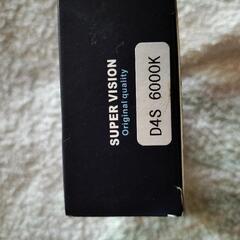 SUPER VISION
Original quality
D4S 6000K